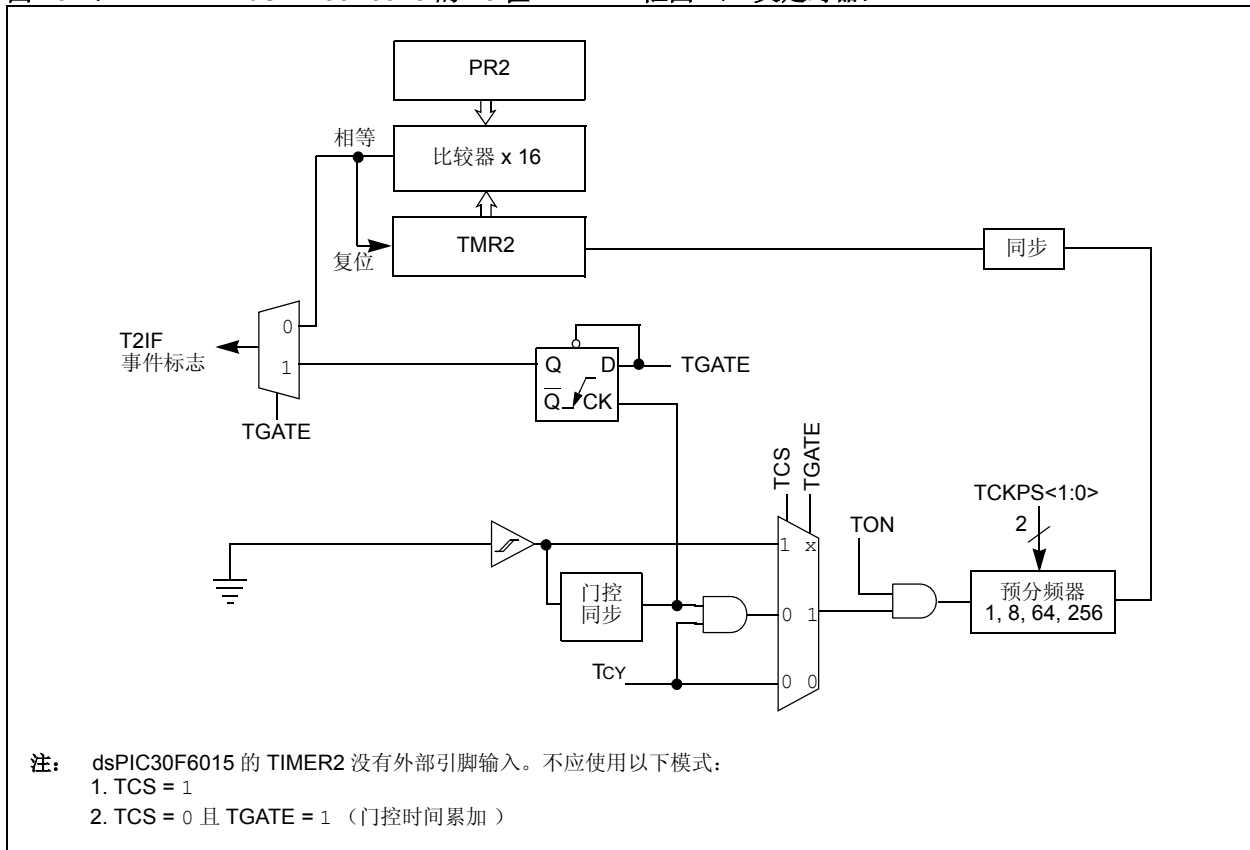 PR2
相等
比较器 x 16
TMR2
复位
同步
0
1
T2IF
事件标志
TGATE
Q
D
Q
CK
TGATE
TCS
TGATE
TCKPS<1:0>
2
TON
1 x
门控
同步
0 1
预分频器
1, 8, 64, 256
TCY
0 0
注： dsPIC30F6015 的 TIMER2 没有外部引脚输入。不应使用以下模式：
1. TCS = 1
2. TCS = 0 且 TGATE = 1 （门控时间累加 ）